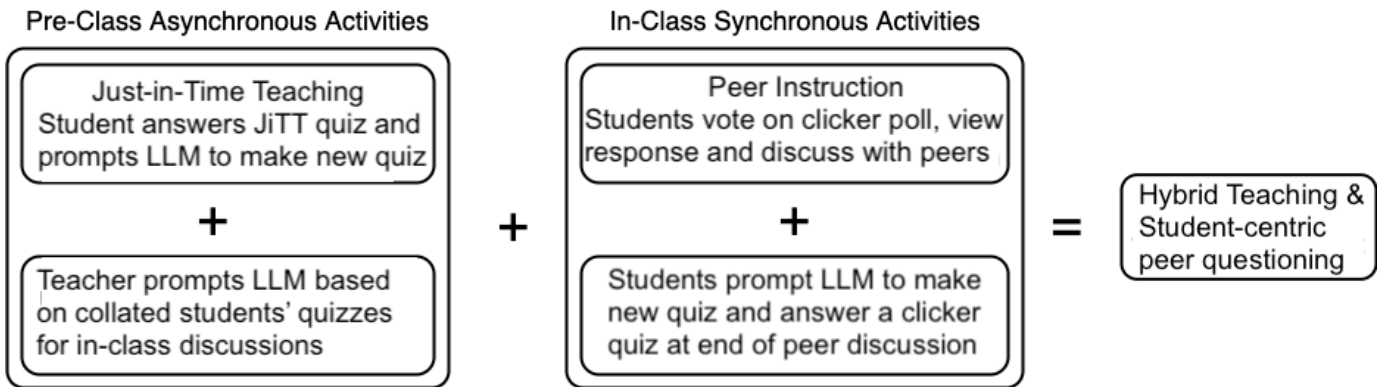 Pre-Class Asynchronous Activities
Just-in-Time Teaching
Student answers JiTT quiz and
prompts LLM to make new quiz
+
Teacher prompts LLM based
on collated students' quizzes
for in-class discussions
+
In-Class Synchronous Activities
Peer Instruction
Students vote on clicker poll, view
response and discuss with peers
+
Students prompt LLM to make
new quiz and answer a clicker
quiz at end of peer discussion
=
Hybrid Teaching &
Student-centric
peer questioning